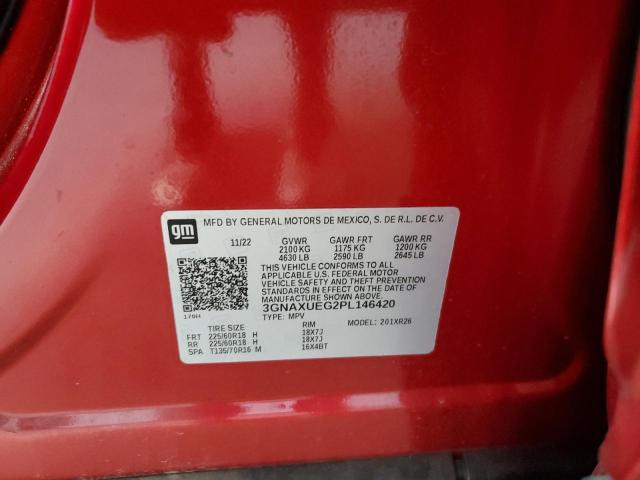 gm MFD BY GENERAL MOTORS DE MEXICO, S. DE R.L. DE C.V.
11/22 GVWR GAWR FRT GAWR RR
2100 KG 1175 KG 1200 KG
4630 LB 2590 LB 2645 LB
THIS VEHICLE CONFORMS TO ALL
APPLICABLE U.S. FEDERAL MOTOR
VEHICLE SAFETY AND THEFT PREVENTION
STANDARDS IN EFFECT ON THE DATE
OF MANUFACTURE SHOWN ABOVE.
3GNAXUEG2PL146420
179H TYPE: MPV MODEL: 201XR26
TIRE SIZE RIM
FRT 225/60R18 H 18X7J
RR 225/60R18 H 18X7J
SPA T135/70R16 M 16X4BT